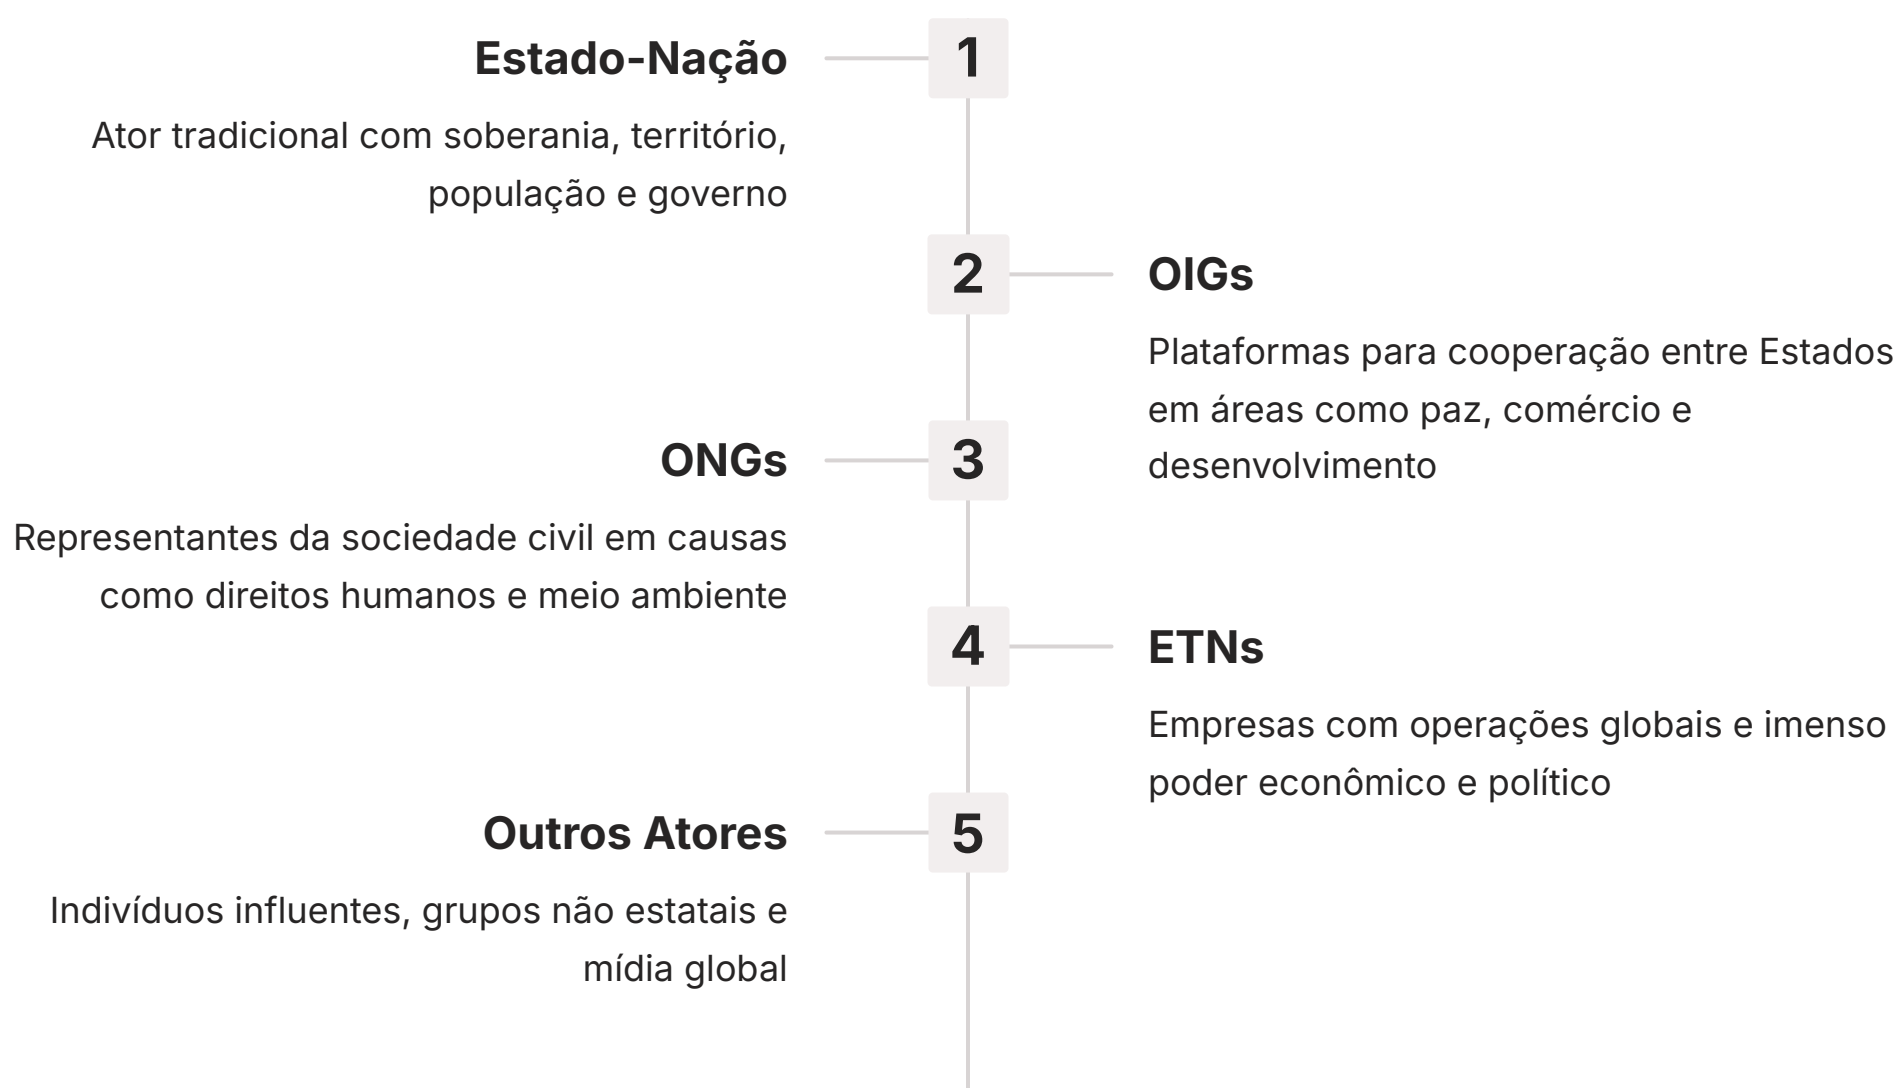 1
Estado-Nação
Ator tradicional com soberania, território,
população e governo
2
OIGs
Plataformas para cooperação entre Estados
em áreas como paz, comércio e
desenvolvimento
3
ONGs
Representantes da sociedade civil em causas
como direitos humanos e meio ambiente
4
ETNs
Empresas com operações globais e imenso
poder econômico e político
5
Outros Atores
Indivíduos influentes, grupos não estatais e
mídia global